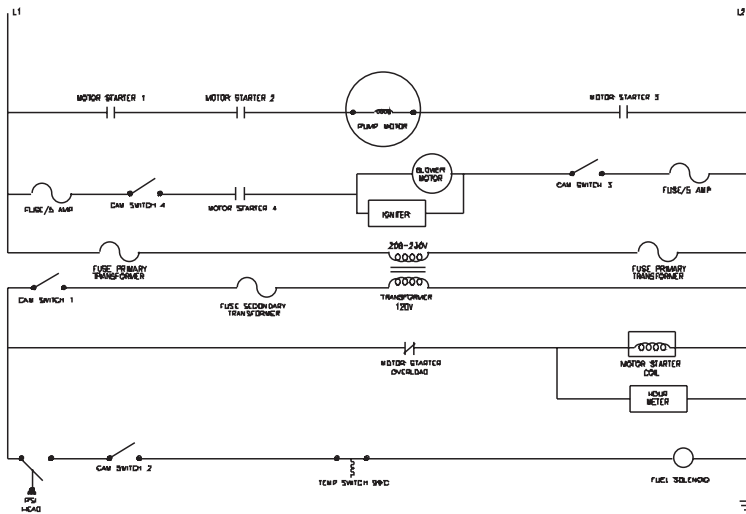 L1
L2
MOTOR STARTER 1
MOTOR STARTER 2
PUMP MOTOR
MOTOR STARTER 3
FUSE/5 AMP
CAM SWITCH 4
MOTOR STARTER 4
BLOWER
MOTOR
IGNITER
CAM SWITCH 3
FUSE/5 AMP
FUSE PRIMARY
TRANSFORMER
208-230V
FUSE PRIMARY
TRANSFORMER
CAM SWITCH 1
FUSE SECONDARY
TRANSFORMER
TRANSFORMER
120V
MOTOR STARTER
OVERLOAD
MOTOR STARTER
COIL
HOUR
METER
PSI
HEAD
CAM SWITCH 2
TEMP SWITCH 99°C
FUEL SOLENOID